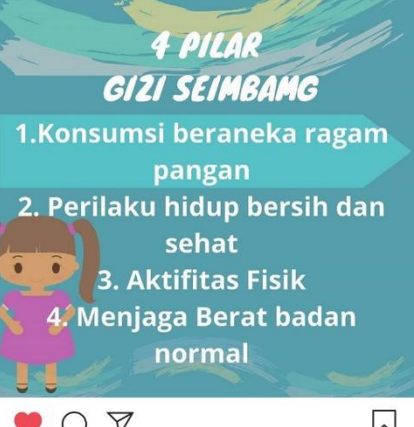 4 PILAR
GIZI SEIMBAMG
1.Konsumsi beraneka ragam
pangan
2. Perilaku hidup bersih dan
sehat
3. Aktifitas Fisik
4. Menjaga Berat badan
normal